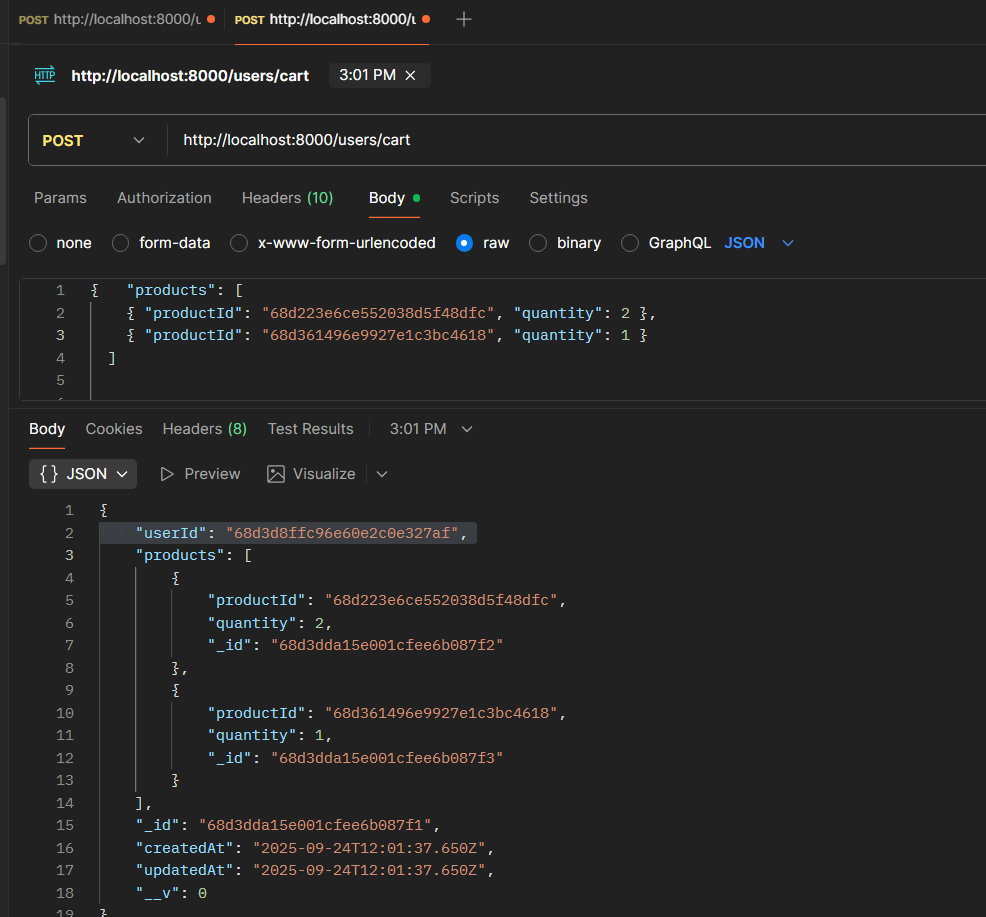 POST http://localhost:8000/u
POST http://localhost:8000/u
HTTP http://localhost:8000/users/cart 3:01 PM
POST http://localhost:8000/users/cart
Params Authorization Headers (10) Body Scripts Settings
none form-data x-www-form-urlencoded raw binary GraphQL JSON
1 { "products": [
2 { "productId": "68d223e6ce552038d5f48dfc", "quantity": 2 },
3 { "productId": "68d361496e9927e1c3bc4618", "quantity": 1 }
4 ]
5
Body Cookies Headers (8) Test Results 3:01 PM
{} JSON Preview Visualize
1 {
2 "userId": "68d3d8ffc96e60e2c0e327af",
3 "products": [
4 {
5 "productId": "68d223e6ce552038d5f48dfc",
6 "quantity": 2,
7 "_id": "68d3dda15e001cfee6b087f2"
8 },
9 {
10 "productId": "68d361496e9927e1c3bc4618",
11 "quantity": 1,
12 "_id": "68d3dda15e001cfee6b087f3"
13 }
14 ],
15 "_id": "68d3dda15e001cfee6b087f1",
16 "createdAt": "2025-09-24T12:01:37.650Z",
17 "updatedAt": "2025-09-24T12:01:37.650Z",
18 "__v": 0
19 }